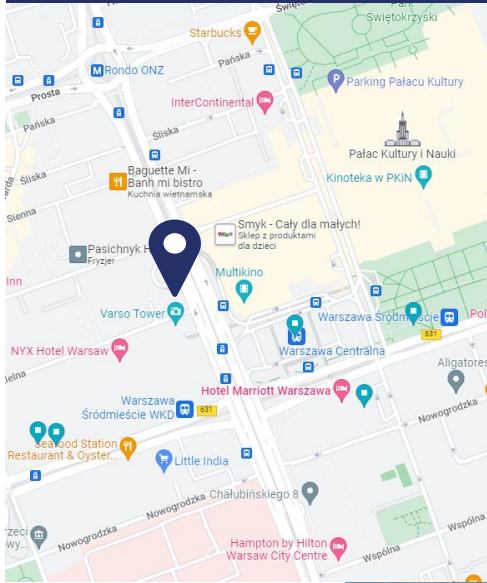 Park
Świętokrzyski
Starbucks
Pańska
M Rondo ONZ
P
Parking Pałacu Kultury
Prosta
InterContinental
Pańska
Śliska
Pałac Kultury i Nauki
Baguette Mi -
Banh mi bistro
Kuchnia wietnamska
Kinoteka w PKiN
Śliska
Sienna
Smyk - Cały dla małych!
Sklep z produktami
dla dzieci
Pasichnyk H
Fryzjer
Multikino
Inn
Varso Tower
Warszawa Śródmieście
631
NYX Hotel Warsaw
Warszawa Centralna
Aligatores
Hotel Marriott Warszawa
Warszawa
Śródmieście WKD
631
Nowogrodzka
Seafood Station
Restaurant & Oyster...
Little India
Chałubińskiego 8
Nowogrodzka
Nowogrodzka
Wspólna
Hampton by Hilton
Warsaw City Centre
Wspólna